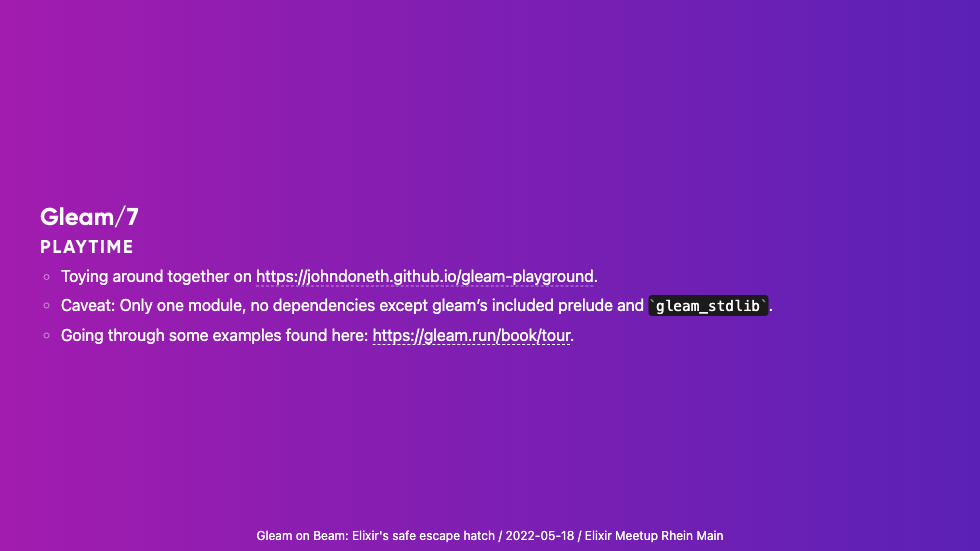 Gleam/7
PLAYTIME
Toying around together on https://johndoneth.github.io/gleam-playground.
Caveat: Only one module, no dependencies except gleam’s included prelude and `gleam_stdlib`.
Going through some examples found here: https://gleam.run/book/tour.
Gleam on Beam: Elixir's safe escape hatch / 2022-05-18 / Elixir Meetup Rhein Main